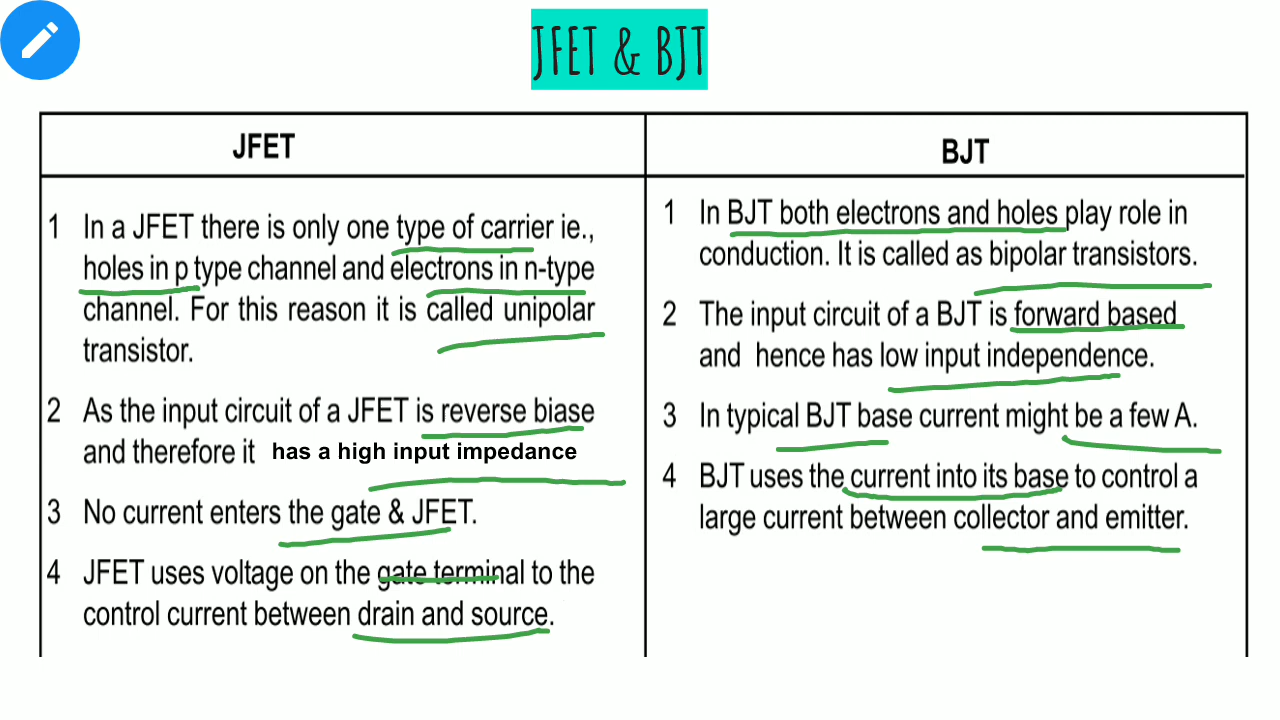 JFET & BJT
JFET
1 In a JFET there is only one type of carrier ie.,
holes in p type channel and electrons in n-type
channel. For this reason it is called unipolar
transistor.
2 As the input circuit of a JFET is reverse biase
and therefore it has a high input impedance
3 No current enters the gate & JFET.
4 JFET uses voltage on the gate terminal to the
control current between drain and source.
BJT
1 In BJT both electrons and holes play role in
conduction. It is called as bipolar transistors.
2 The input circuit of a BJT is forward based
and hence has low input independence.
3 In typical BJT base current might be a few A.
4 BJT uses the current into its base to control a
large current between collector and emitter.